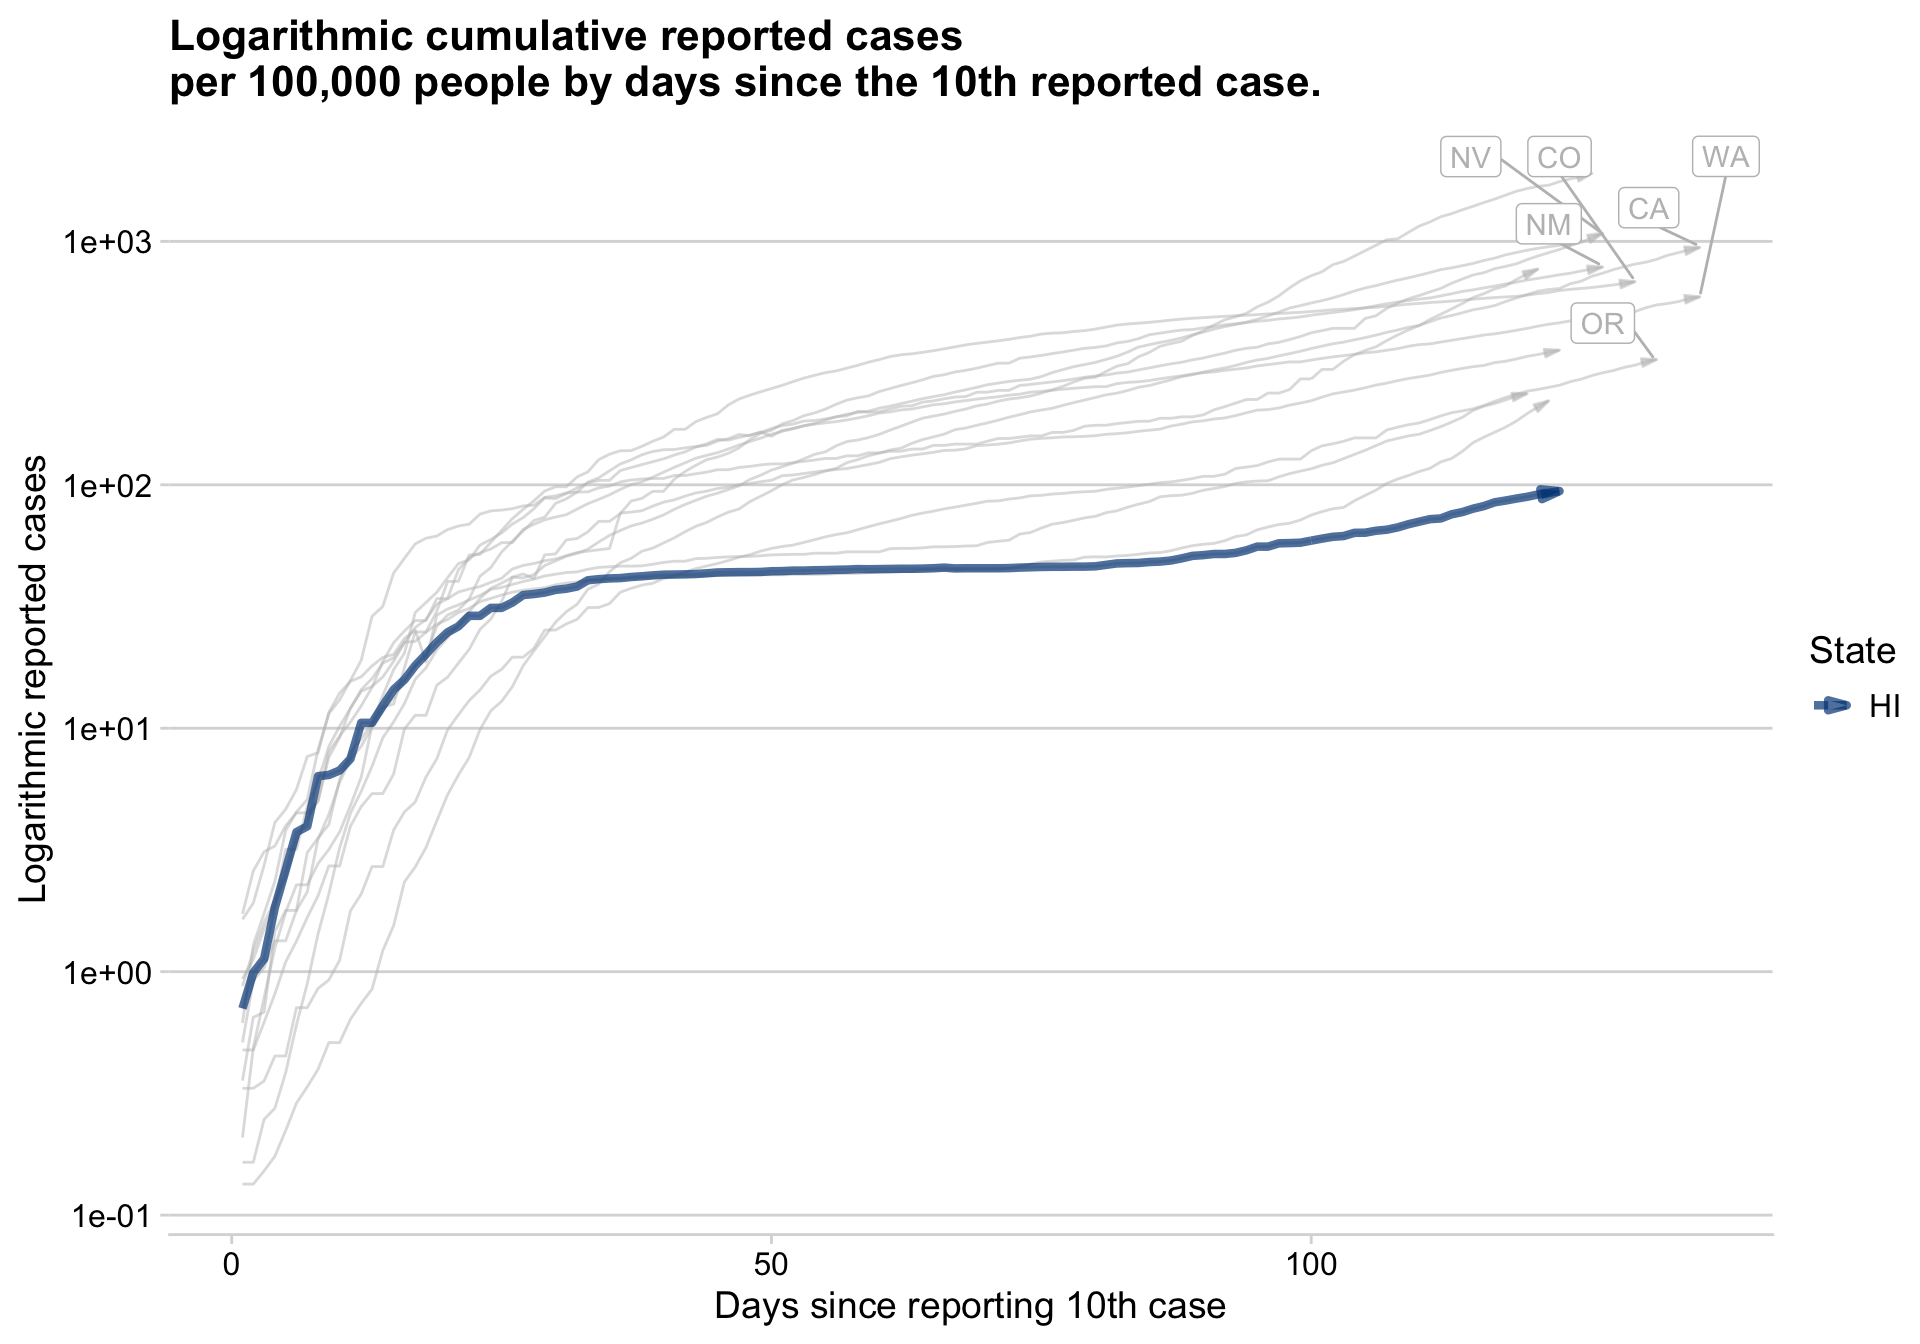 Logarithmic cumulative reported cases
per 100,000 people by days since the 10th reported case.
NV
CO
WA
CA
NM
OR
1e+03
1e+02
1e+01
1e+00
1e-01
Logarithmic reported cases
0
50
100
Days since reporting 10th case
State
HI